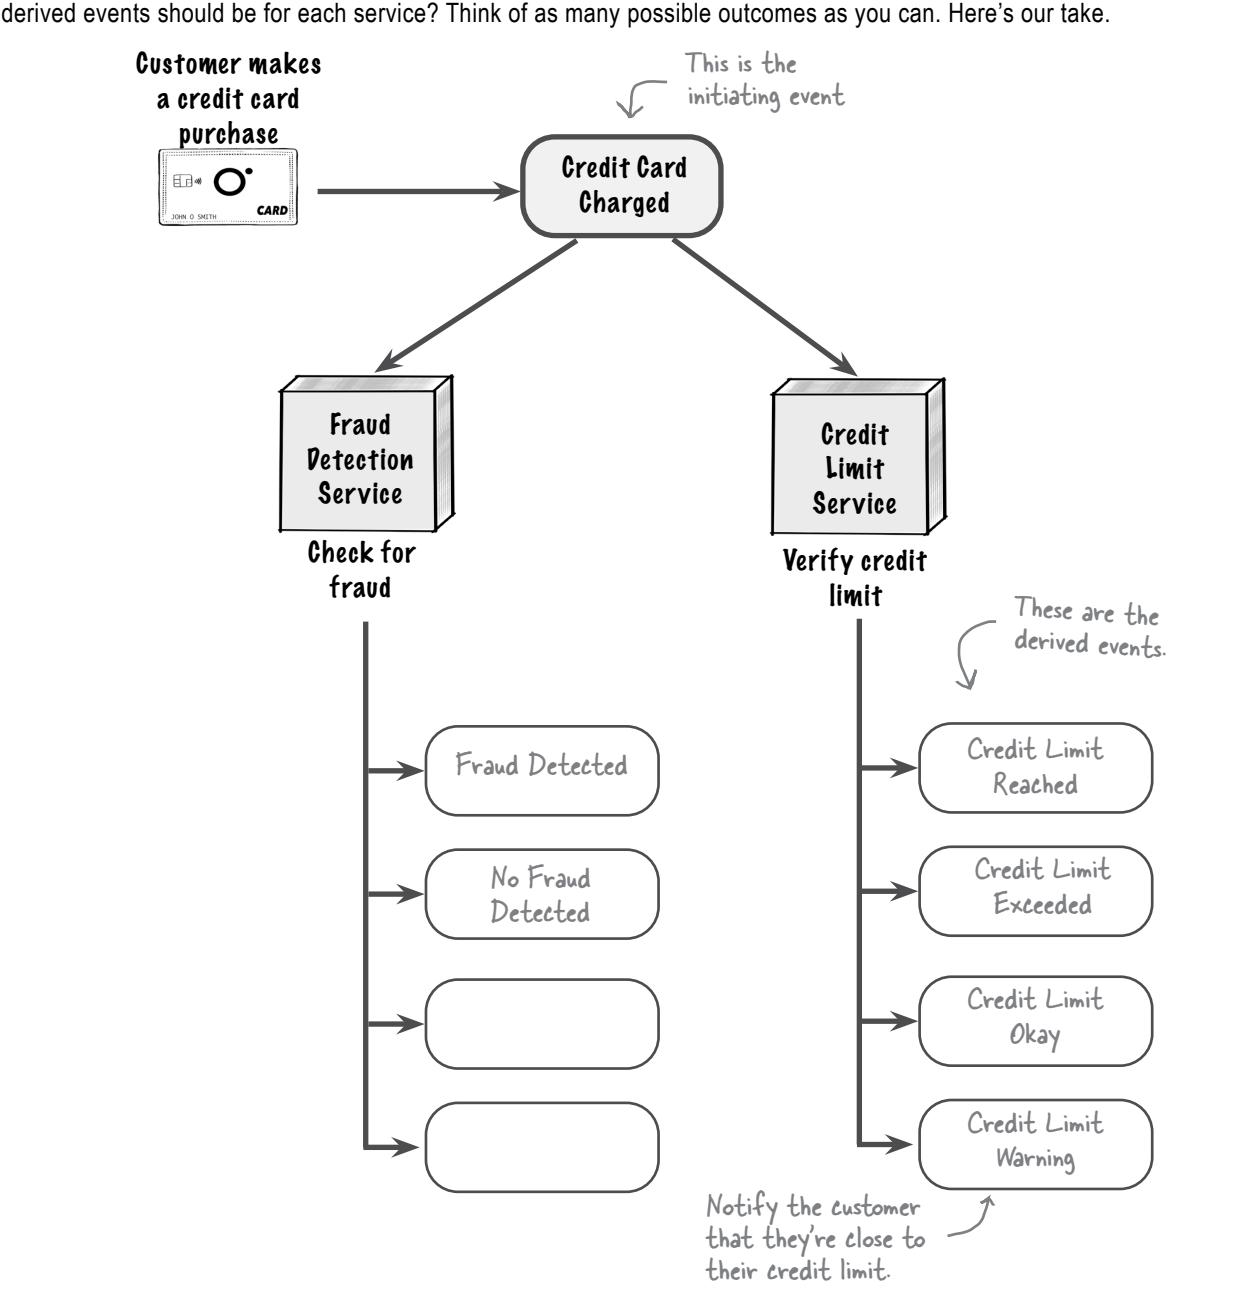 derived events should be for each service? Think of as many possible outcomes as you can. Here's our take.
Customer makes
a credit card
purchase
This is the
initiating event
JOHN O SMITH
CARD
Credit Card
Charged
Fraud
Detection
Service
Check for
fraud
Credit
Limit
Service
Verify credit
limit
These are the
derived events.
Fraud Detected
No Fraud
Detected
Credit Limit
Reached
Credit Limit
Exceeded
Credit Limit
Okay
Credit Limit
Warning
Notify the customer
that they're close to
their credit limit.